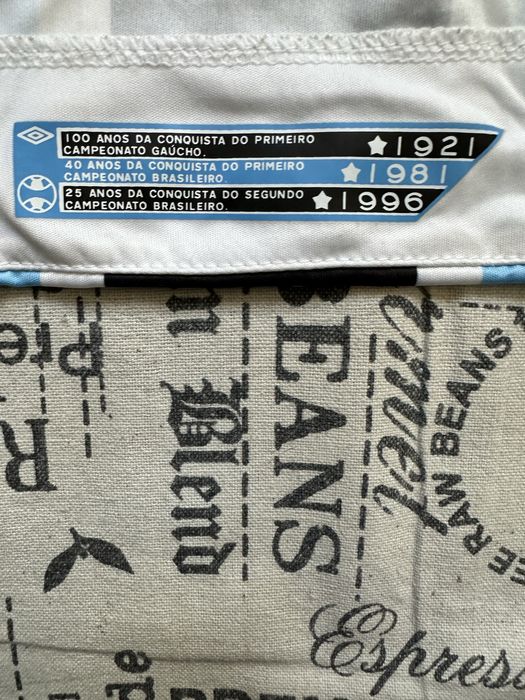 100 ANOS DA CONQUISTA DO PRIMEIRO
CAMPEONATO GAÚCHO.
1921
40 ANOS DA CONQUISTA DO PRIMEIRO
CAMPEONATO BRASILEIRO.
1981
25 ANOS DA CONQUISTA DO SEGUNDO
CAMPEONATO BRASILEIRO.
1996
BEANS
Blend
RAW BEANS